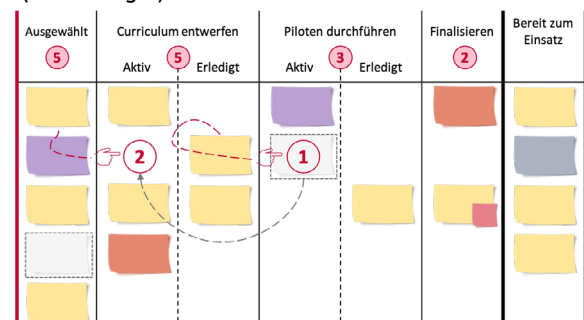 Ausgewählt
5
Curriculum entwerfen
5
Aktiv
Erledigt
Piloten durchführen
3
Aktiv
Erledigt
Finalisieren
2
Bereit zum
Einsatz
2
1